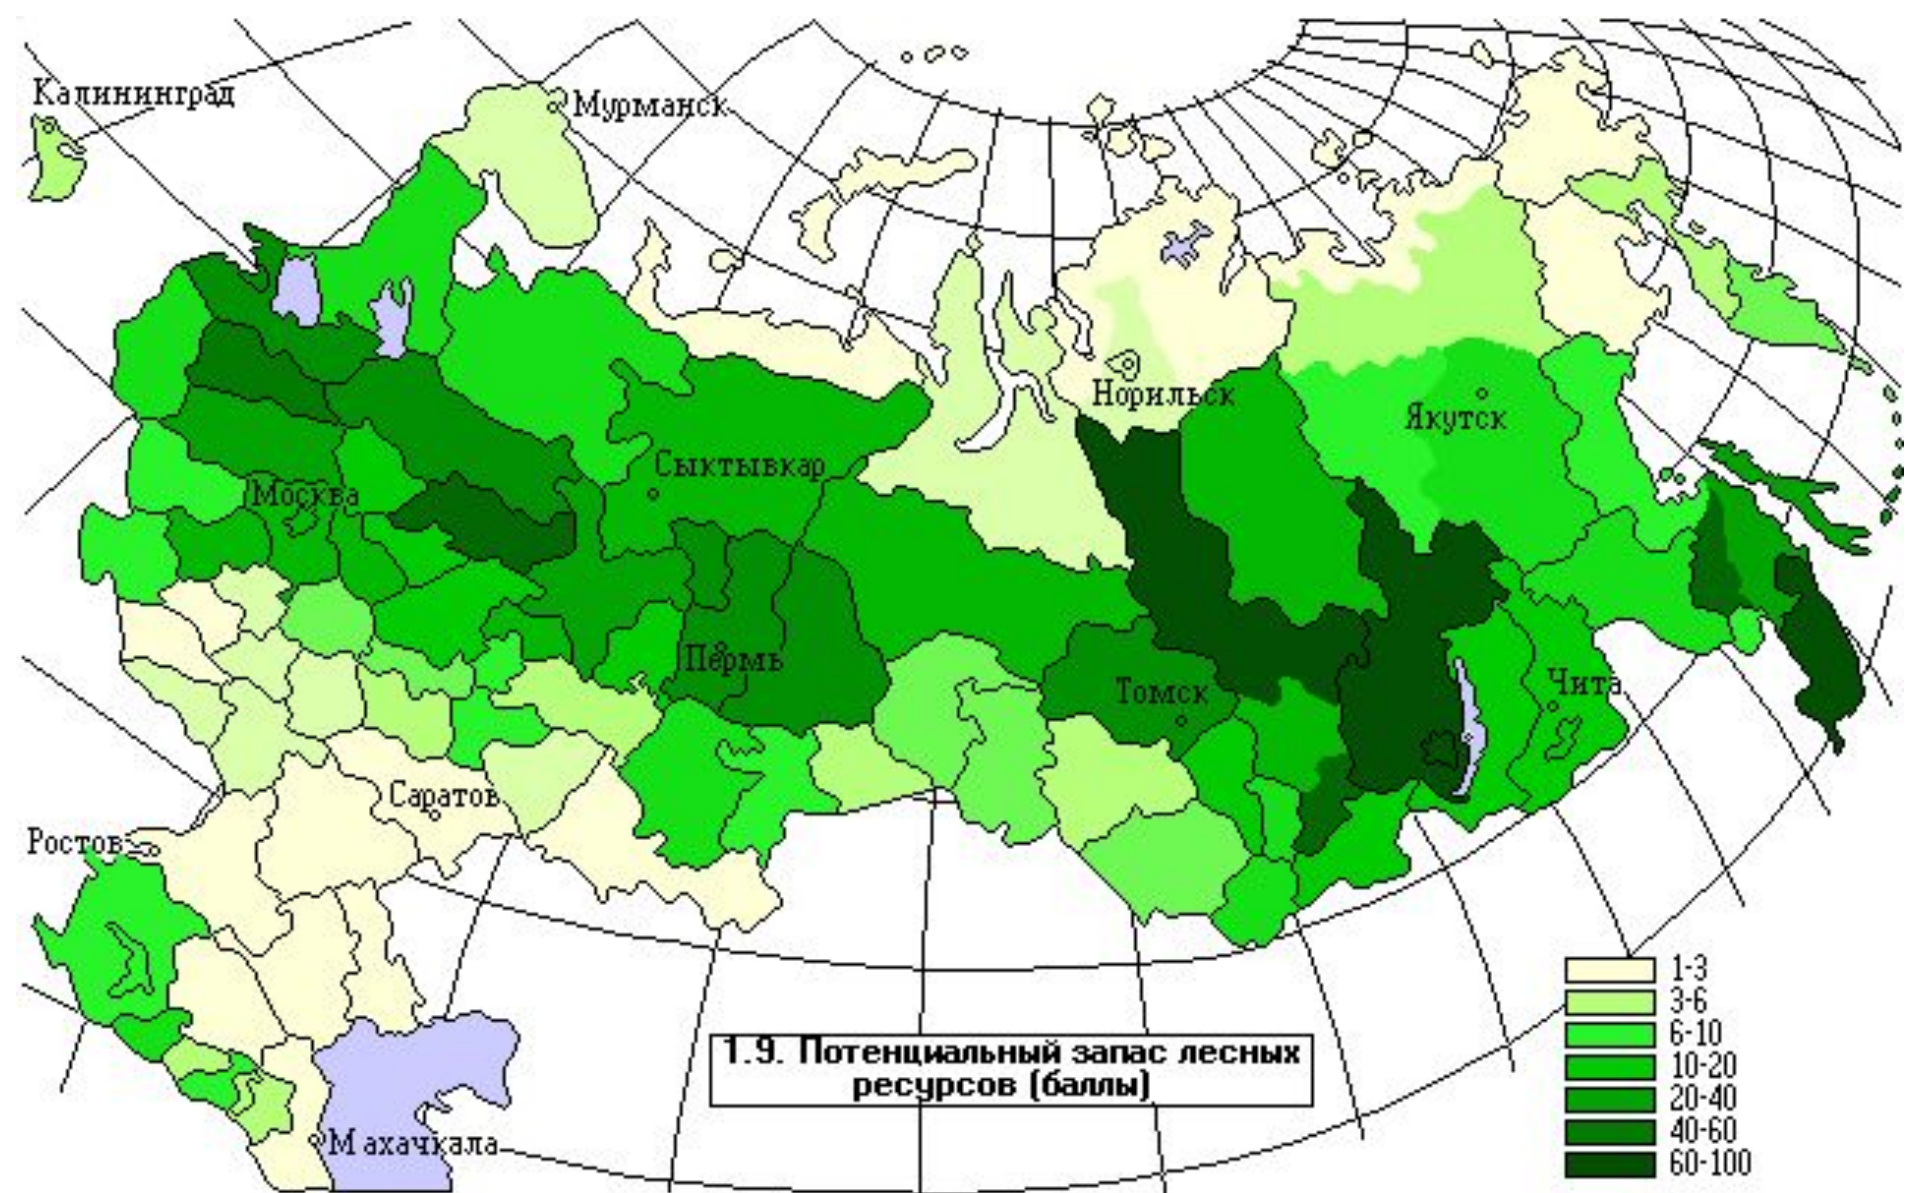 Калининград
Мурманск
Норильск
Якутск
Сыктывкар
Москва
Пермь
Томск
Чита
Саратов
Ростов
1-3
3-6
6-10
1.9. Потенциальный запас лесных
10-20
ресурсов (баллы)
20-40
40-60
Махачкала
60-100